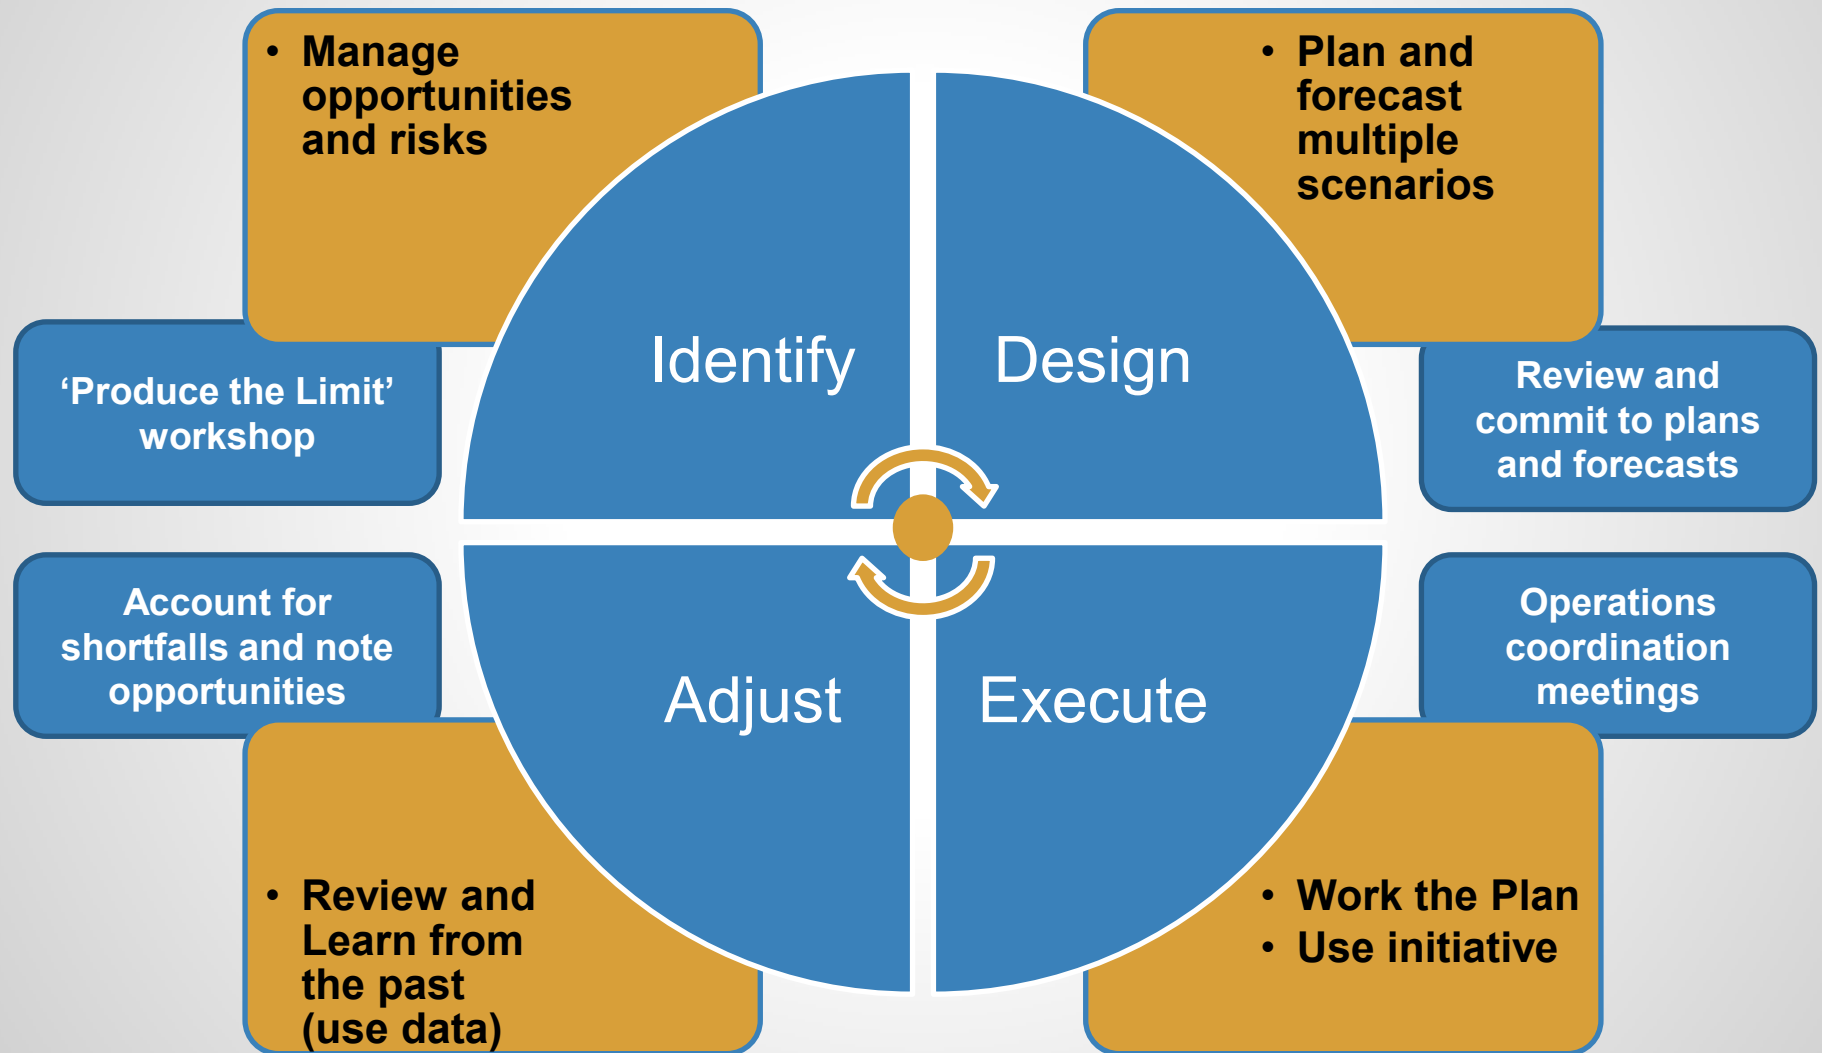 • Manage
opportunities
and risks
• Plan and
forecast
multiple
scenarios
Identify
Design
‘Produce the Limit’
workshop
Review and
commit to plans
and forecasts
Account for
shortfalls and note
opportunities
Operations
coordination
meetings
Adjust
Execute
• Review and
Learn from
the past
(use data)
• Work the Plan
• Use initiative